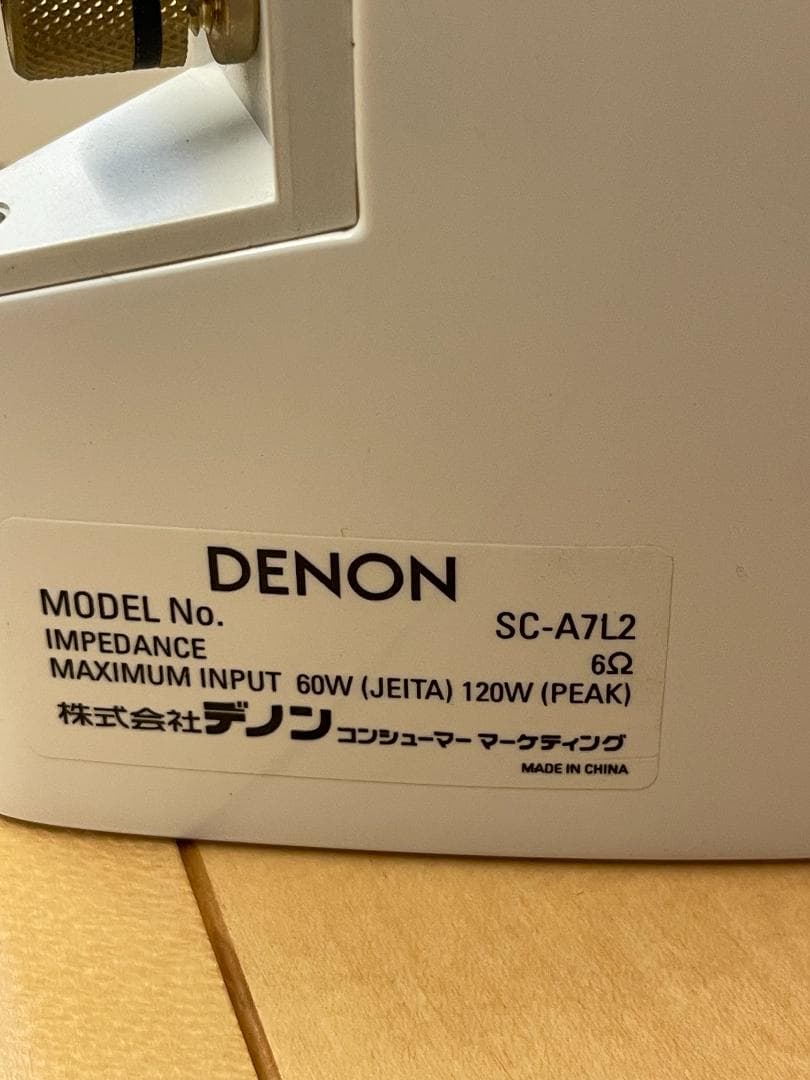 DENON
MODEL No. SC-A7L2
IMPEDANCE 6Ω
MAXIMUM INPUT 60W (JEITA) 120W (PEAK)
株式会社デノン コンシューマー マーケティング
MADE IN CHINA